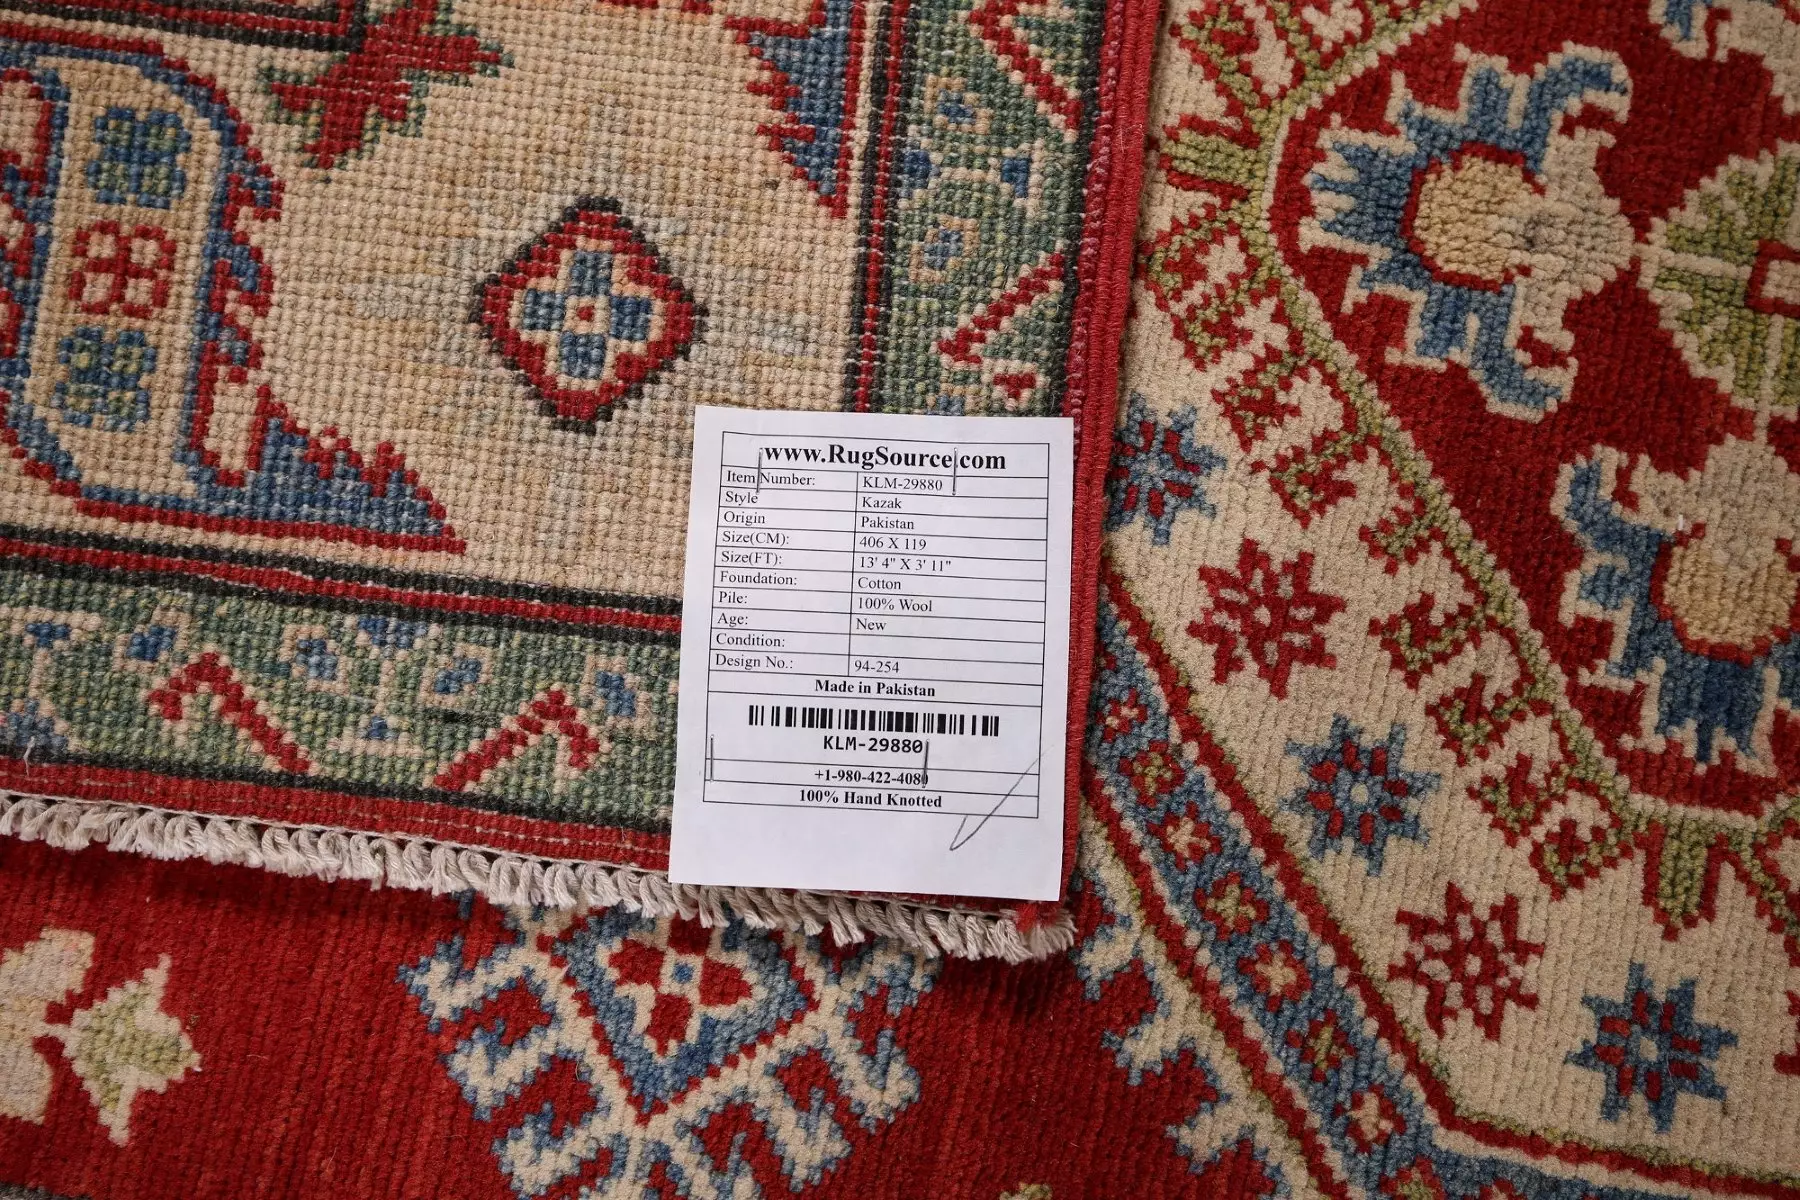 www.RugSource.com
Item Number: KLM-29880
Style Kazak
Origin Pakistan
Size(CM): 406 X 119
Size(FT): 13' 4" X 3' 11"
Foundation: Cotton
Pile: 100% Wool
Age: New
Condition:
Design No.: 94-254
Made in Pakistan
KLM-29880
+1-980-422-4080
100% Hand Knotted